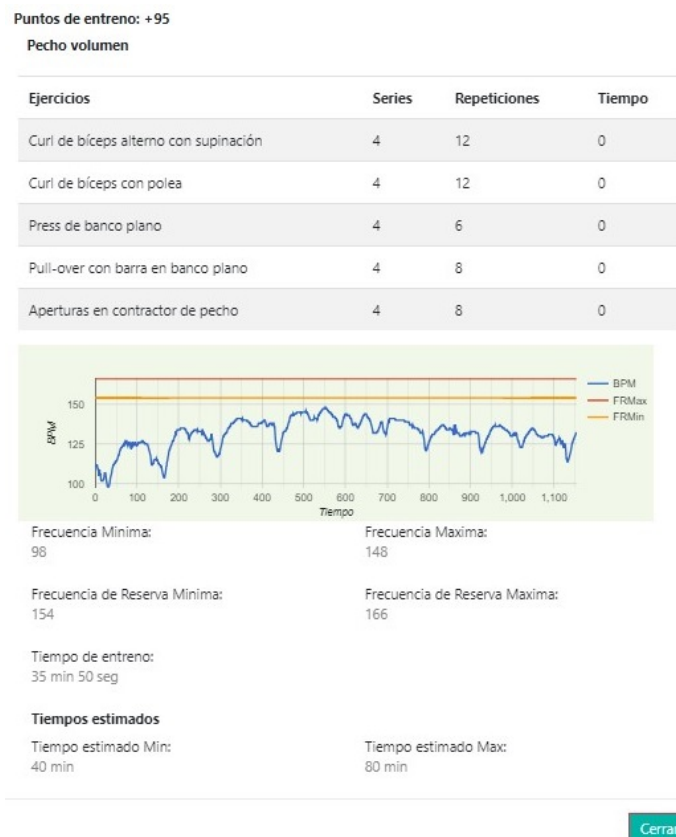 Puntos de entreno: +95
Pecho volumen
Ejercicios Series Repeticiones Tiempo
Curl de bíceps alterno con supinación 4 12 0
Curl de bíceps con polea 4 12 0
Press de banco plano 4 6 0
Pull-over con barra en banco plano 4 8 0
Aperturas en contractor de pecho 4 8 0
BPM
FRMax
FRMin
150
125
100
BPM
0 100 200 300 400 500 600 700 800 900 1,000 1,100
Tiempo
Frecuencia Minima: Frecuencia Maxima:
98 148
Frecuencia de Reserva Minima: Frecuencia de Reserva Maxima:
154 166
Tiempo de entreno:
35 min 50 seg
Tiempos estimados
Tiempo estimado Min: Tiempo estimado Max:
40 min 80 min